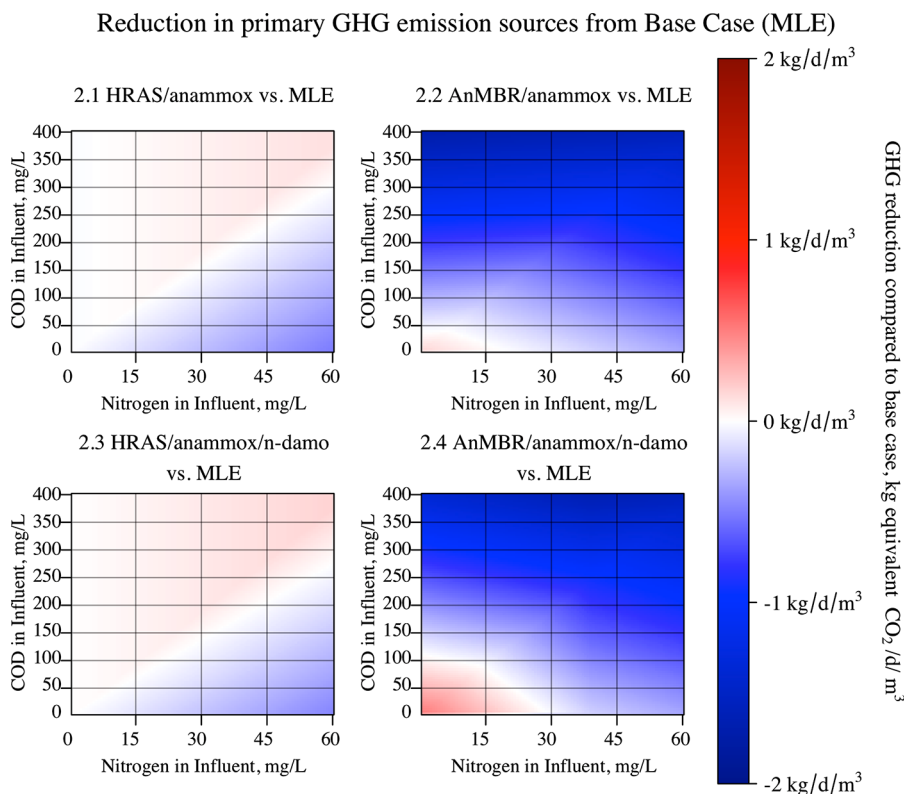 Reduction in primary GHG emission sources from Base Case (MLE)
2.1 HRAS/anammox vs. MLE
400
350
300
250
200
150
100
50
0
COD in Influent, mg/L
0 15 30 45 60
Nitrogen in Influent, mg/L
2.2 AnMBR/anammox vs. MLE
400
350
300
250
200
150
100
50
0
COD in Influent, mg/L
15 30 45 60
Nitrogen in Influent, mg/L
2.3 HRAS/anammox/n-damo
vs. MLE
400
350
300
250
200
150
100
50
0
COD in Influent, mg/L
0 15 30 45 60
Nitrogen in Influent, mg/L
2.4 AnMBR/anammox/n-damo
vs. MLE
400
350
300
250
200
150
100
50
0
COD in Influent, mg/L
15 30 45 60
Nitrogen in Influent, mg/L
2 kg/d/m³
1 kg/d/m³
0 kg/d/m³
-1 kg/d/m³
-2 kg/d/m³
GHG reduction compared to base case, kg equivalent CO₂/d/ m³